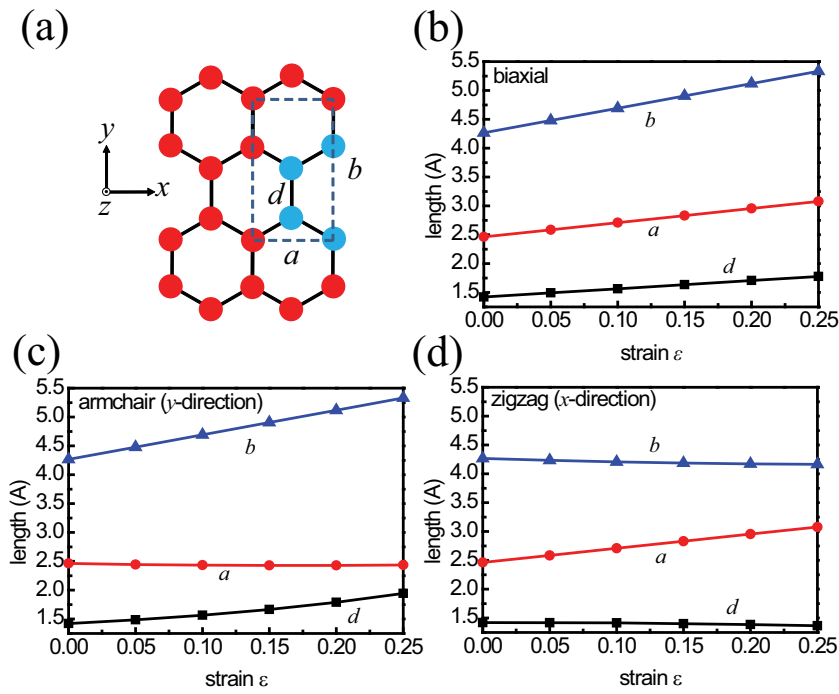 (a)
y
x
z
d
b
a
(b)
biaxial
length (A)
5.5
5.0
4.5
4.0
3.5
3.0
2.5
2.0
1.5
b
a
d
0.00 0.05 0.10 0.15 0.20 0.25
strain ε
(c)
armchair (y-direction)
length (A)
5.5
5.0
4.5
4.0
3.5
3.0
2.5
2.0
1.5
b
a
d
0.00 0.05 0.10 0.15 0.20 0.25
strain ε
(d)
zigzag (x-direction)
length (A)
5.5
5.0
4.5
4.0
3.5
3.0
2.5
2.0
1.5
b
a
d
0.00 0.05 0.10 0.15 0.20 0.25
strain ε